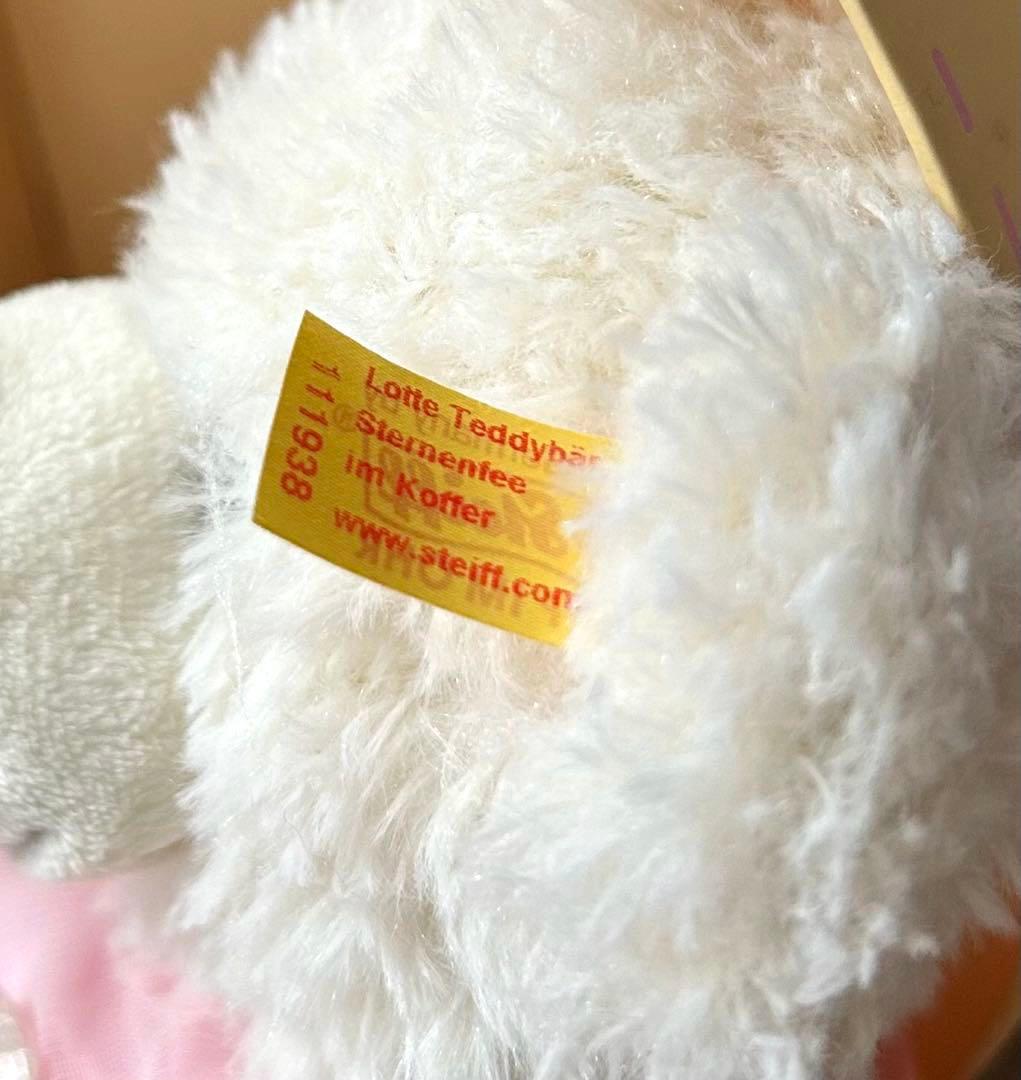 Lotte Teddybär
Sternenfee
im Koffer
www.steiff.com
111938